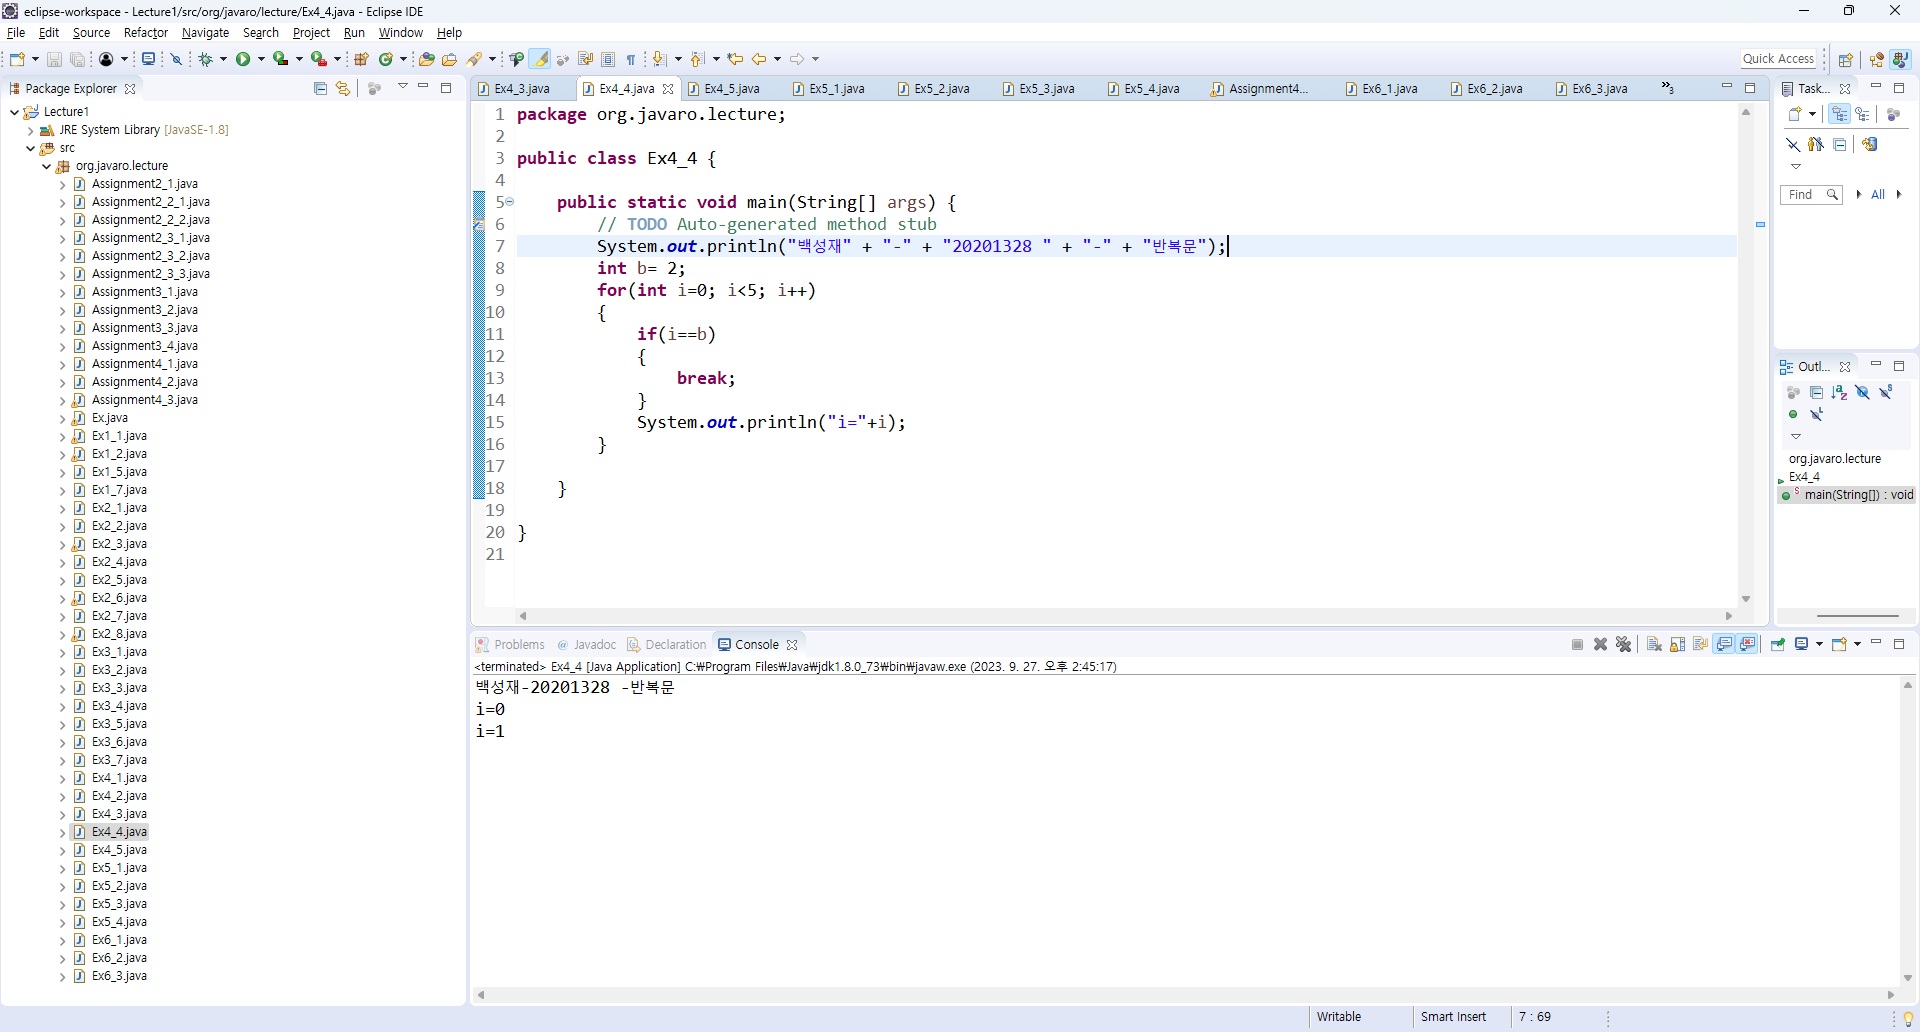 eclipse-workspace - Lecture1/src/org/javaro/lecture/Ex4_4.java - Eclipse IDE
File Edit Source Refactor Navigate Search Project Run Window Help
Quick Access
Package Explorer
Lecture1
JRE System Library [JavaSE-1.8]
src
org.javaro.lecture
Assignment2_1.java
Assignment2_2_1.java
Assignment2_2_2.java
Assignment2_3_1.java
Assignment2_3_2.java
Assignment2_3_3.java
Assignment3_1.java
Assignment3_2.java
Assignment3_3.java
Assignment3_4.java
Assignment4_1.java
Assignment4_2.java
Assignment4_3.java
Ex.java
Ex1_1.java
Ex1_2.java
Ex1_5.java
Ex1_7.java
Ex2_1.java
Ex2_2.java
Ex2_3.java
Ex2_4.java
Ex2_5.java
Ex2_6.java
Ex2_7.java
Ex2_8.java
Ex3_1.java
Ex3_2.java
Ex3_3.java
Ex3_4.java
Ex3_5.java
Ex3_6.java
Ex3_7.java
Ex4_1.java
Ex4_2.java
Ex4_3.java
Ex4_4.java
Ex4_5.java
Ex5_1.java
Ex5_2.java
Ex5_3.java
Ex5_4.java
Ex6_1.java
Ex6_2.java
Ex6_3.java
Ex4_3.java Ex4_4.java Ex4_5.java Ex5_1.java Ex5_2.java Ex5_3.java Ex5_4.java Assignment4... Ex6_1.java Ex6_2.java Ex6_3.java »3
1 package org.javaro.lecture;
2
3 public class Ex4_4 {
4
5 public static void main(String[] args) {
6 // TODO Auto-generated method stub
7 System.out.println("백성재" + "-" + "20201328 " + "-" + "반복문");
8 int b= 2;
9 for(int i=0; i<5; i++)
10 {
11 if(i==b)
12 {
13 break;
14 }
15 System.out.println("i="+i);
16 }
17
18 }
19
20 }
21
Task...
Find All
Outl...
org.javaro.lecture
Ex4_4
main(String[]) : void
Problems @ Javadoc Declaration Console
<terminated> Ex4_4 [Java Application] C:₩Program Files₩Java₩jdk1.8.0_73₩bin₩javaw.exe (2023. 9. 27. 오후 2:45:17)
백성재-20201328 -반복문
i=0
i=1
Writable Smart Insert 7 : 69